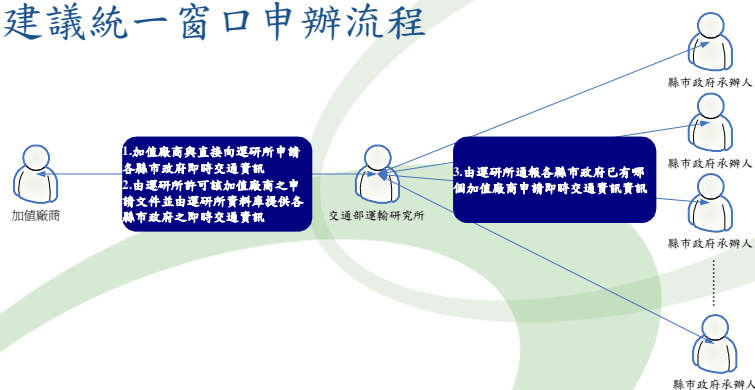 建議統一窗口申辦流程
縣市政府承辦人
1.加值廠商與直接向運研所申請
各縣市政府即時交通資訊
2.由運研所許可該加值廠商之申
請文件並由運研所資料庫提供各
縣市政府之即時交通資訊
3.由運研所通報各縣市政府已有哪
個加值廠商申請即時交通資訊資訊
縣市政府承辦人
加值廠商
交通部運輸研究所
縣市政府承辦人
縣市政府承辦人